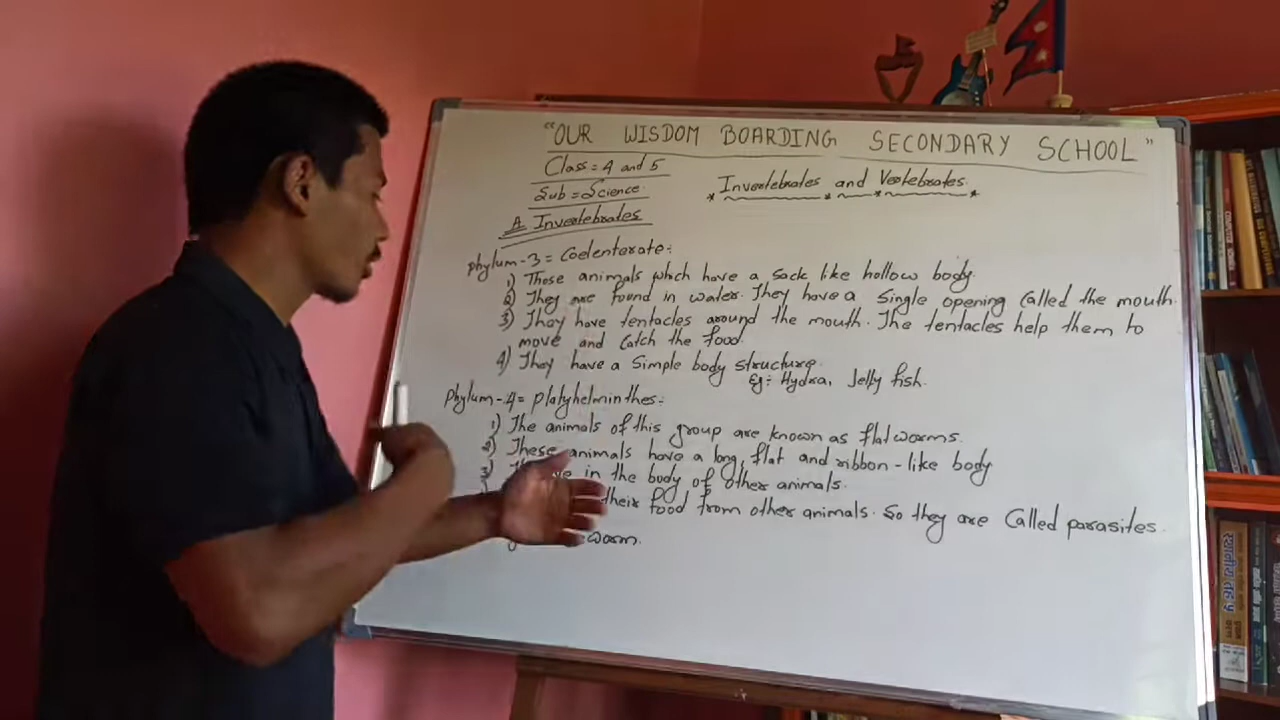 "OUR WISDOM BOARDING SECONDARY SCHOOL"
Class = 4 and 5
Sub = Science.
* Invertebrates and Vertebrates. *
A Invertebrates
phylum-3 = Coelenterate:
1) Those animals which have a sack like hollow body.
2) They are found in water. They have a single opening called the mouth.
3) They have tentacles around the mouth. The tentacles help them to
move and catch the food.
4) They have a simple body structure.
Eg:- Hydra, Jelly fish.
phylum-4 = platyhelminthes:
1) The animals of this group are known as flatworms.
2) These animals have a long, flat and ribbon-like body
3) in the body of other animals.
their food from other animals. So they are called parasites.
worm.